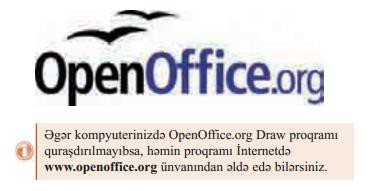 OpenOffice.org
Əgər kompyuterinizdə OpenOffice.org Draw proqramı
quraşdırılmayıbsa, həmin proqramı İnternetdə
www.openoffice.org ünvanından əldə edə bilərsiniz.